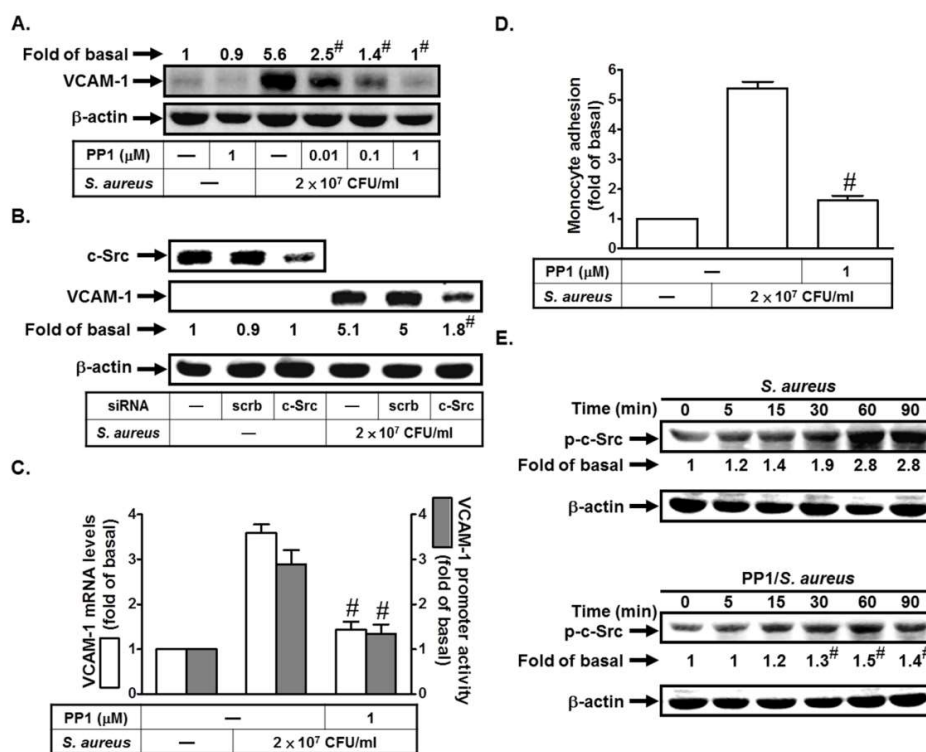 A.
Fold of basal 1 0.9 5.6 2.5# 1.4# 1#
VCAM-1
β-actin
PP1 (μM) — 1 — 0.01 0.1 1
S. aureus — 2 × 10⁷ CFU/ml
B.
c-Src
VCAM-1
Fold of basal 1 0.9 1 5.1 5 1.8#
β-actin
siRNA — scrb c-Src — scrb c-Src
S. aureus — 2 × 10⁷ CFU/ml
C.
VCAM-1 mRNA levels
(fold of basal)
4
3
2
1
0
# #
4
3
2
1
0
VCAM-1 promoter activity
(fold of basal)
PP1 (μM) — 1
S. aureus — 2 × 10⁷ CFU/ml
D.
Monocyte adhesion
(fold of basal)
6
5
4
3
2
1
0
#
PP1 (μM) — 1
S. aureus — 2 × 10⁷ CFU/ml
E.
S. aureus
Time (min) 0 5 15 30 60 90
p-c-Src
Fold of basal 1 1.2 1.4 1.9 2.8 2.8
β-actin
PP1/S. aureus
Time (min) 0 5 15 30 60 90
p-c-Src
Fold of basal 1 1 1.2 1.3# 1.5# 1.4#
β-actin